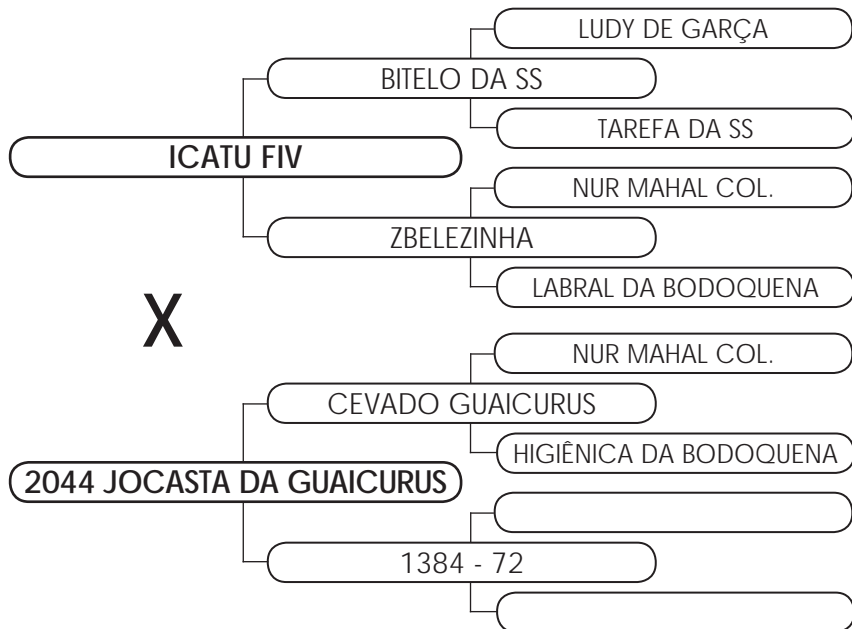 LUDY DE GARÇA
BITELO DA SS
TAREFA DA SS
ICATU FIV
NUR MAHAL COL.
ZBELEZINHA
LABRAL DA BODOQUENA
X
NUR MAHAL COL.
CEVADO GUAICURUS
HIGIÊNICA DA BODOQUENA
2044 JOCASTA DA GUAICURUS
1384 - 72